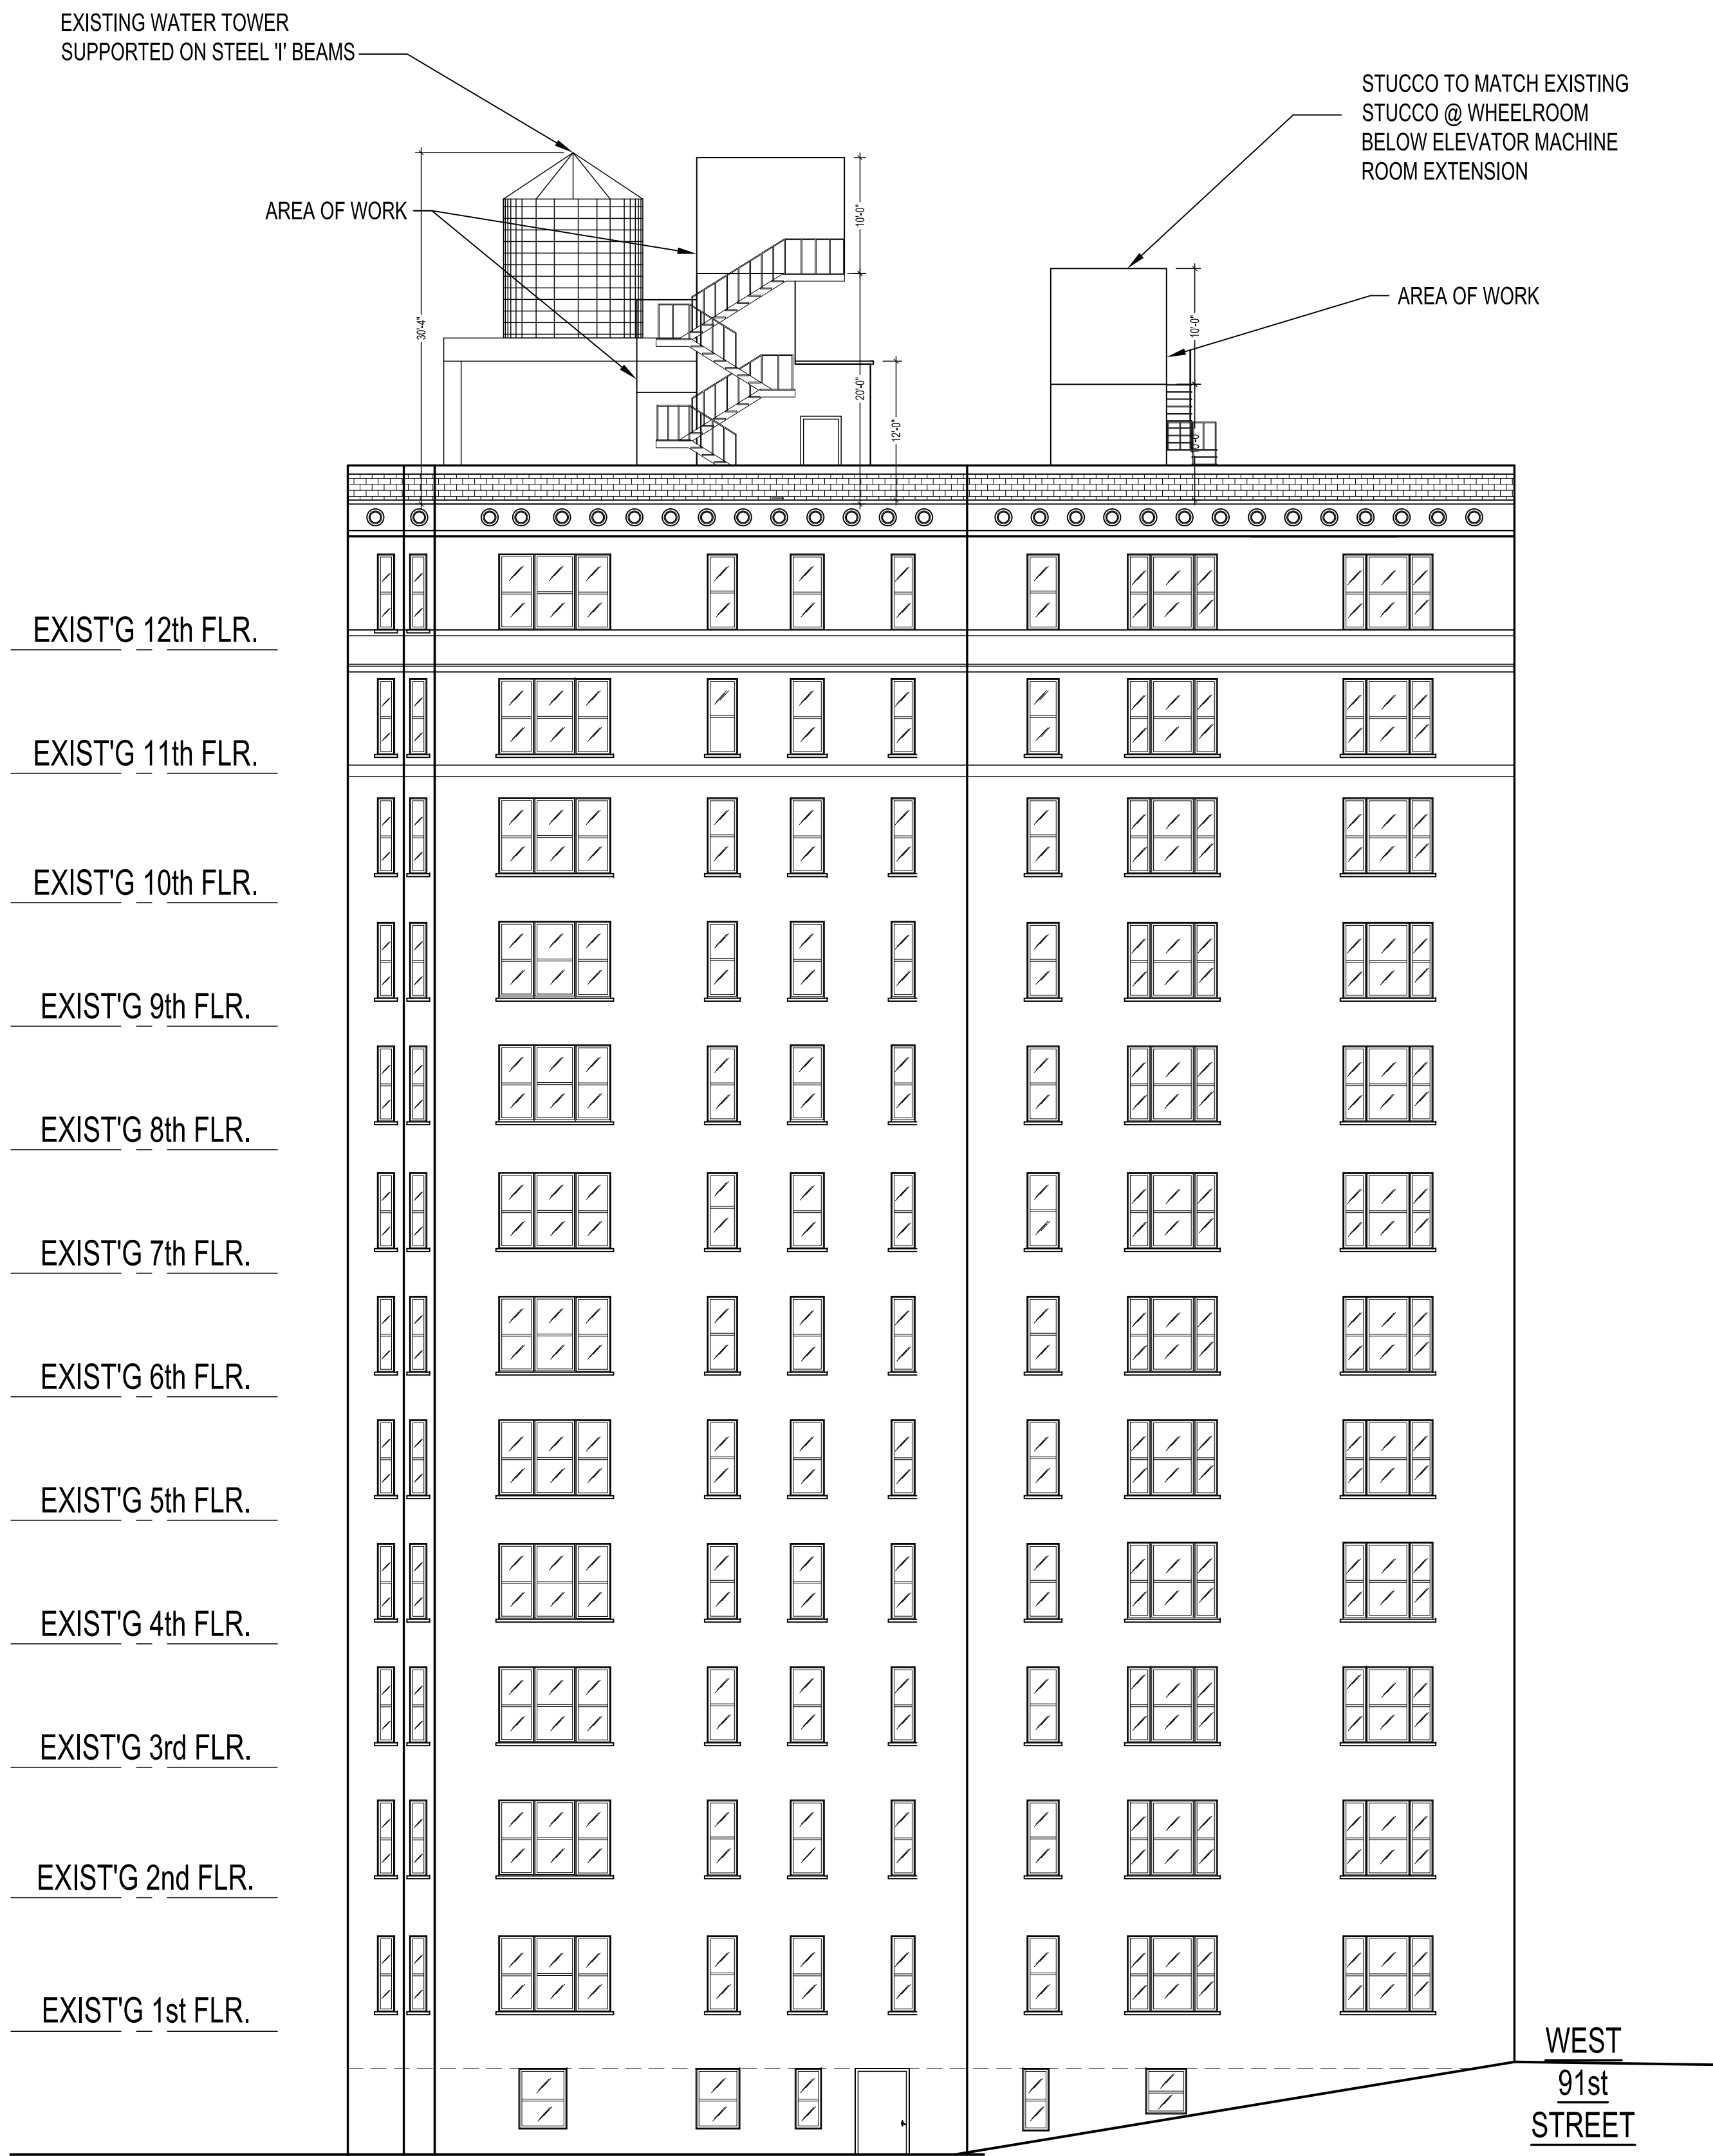 EXISTING WATER TOWER
SUPPORTED ON STEEL 'I' BEAMS
STUCCO TO MATCH EXISTING
STUCCO @ WHEELROOM
BELOW ELEVATOR MACHINE
ROOM EXTENSION
AREA OF WORK
AREA OF WORK
10'-0"
30'-4"
10'-0"
20'-0"
12'-0"
EXIST'G 12th FLR.
EXIST'G 11th FLR.
EXIST'G 10th FLR.
EXIST'G 9th FLR.
EXIST'G 8th FLR.
EXIST'G 7th FLR.
EXIST'G 6th FLR.
EXIST'G 5th FLR.
EXIST'G 4th FLR.
EXIST'G 3rd FLR.
EXIST'G 2nd FLR.
EXIST'G 1st FLR.
WEST
91st
STREET